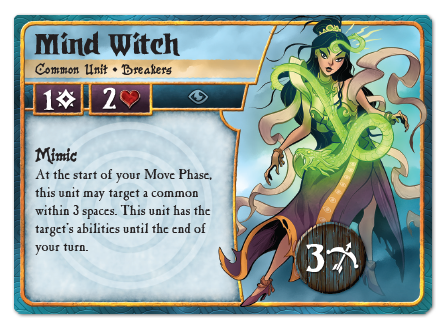 Mind Witch
Common Unit • Breakers
1 2
Mimic
At the start of your Move Phase,
this unit may target a common
within 3 spaces. This unit has the
target's abilities until the end of
your turn.
3